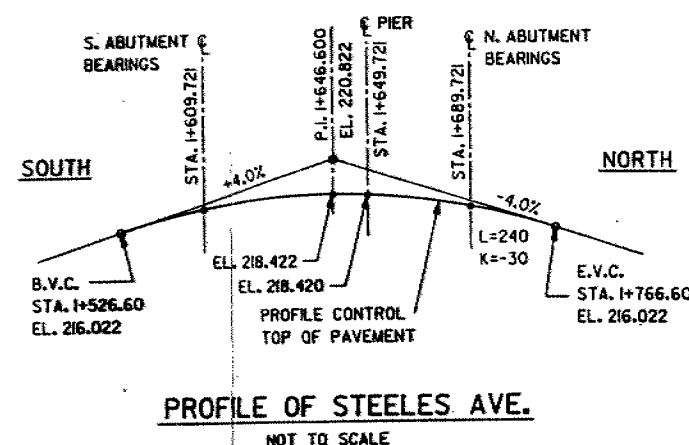 S. ABUTMENT ℄
BEARINGS
STA. 1+609.721
P.I. 1+646.600
EL. 220.822
℄ PIER
STA. 1+649.721
℄ N. ABUTMENT
BEARINGS
STA. 1+689.721
SOUTH
NORTH
+4.0%
-4.0%
L=240
K=-30
B.V.C.
STA. 1+526.60
EL. 216.022
EL. 218.422
EL. 218.420
PROFILE CONTROL
TOP OF PAVEMENT
E.V.C.
STA. 1+766.60
EL. 216.022
PROFILE OF STEELES AVE.
NOT TO SCALE